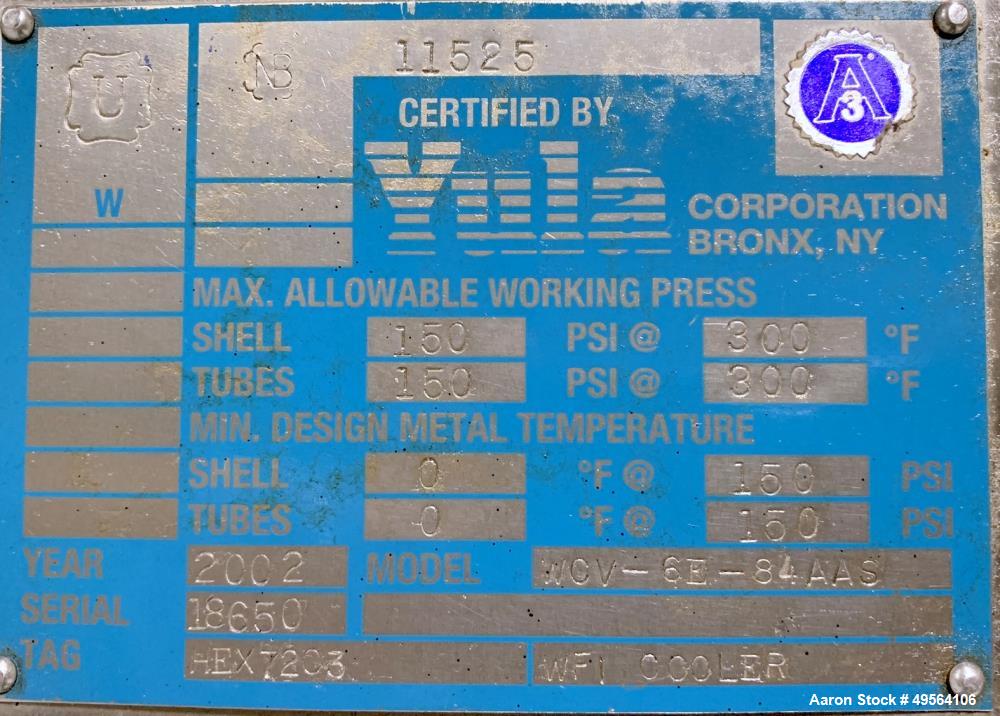 U
NB 11525
A
3
CERTIFIED BY
W
Yula CORPORATION
BRONX, NY
MAX. ALLOWABLE WORKING PRESS
SHELL 150 PSI @ 300 °F
TUBES 150 PSI @ 300 °F
MIN. DESIGN METAL TEMPERATURE
SHELL 0 °F @ 150 PSI
TUBES 0 °F @ 150 PSI
YEAR 2002 MODEL WCV-6E-84AAS
SERIAL 18650
TAG HEX7203 WFI COOLER
Aaron Stock # 49564106